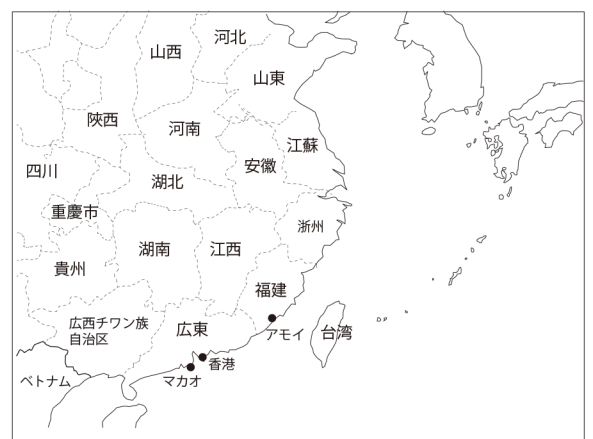 河北
山西
山東
陝西
河南
江蘇
安徽
四川
湖北
重慶市
浙州
湖南
江西
貴州
福建
広西チワン族
自治区
広東
アモイ
台湾
香港
マカオ
ベトナム